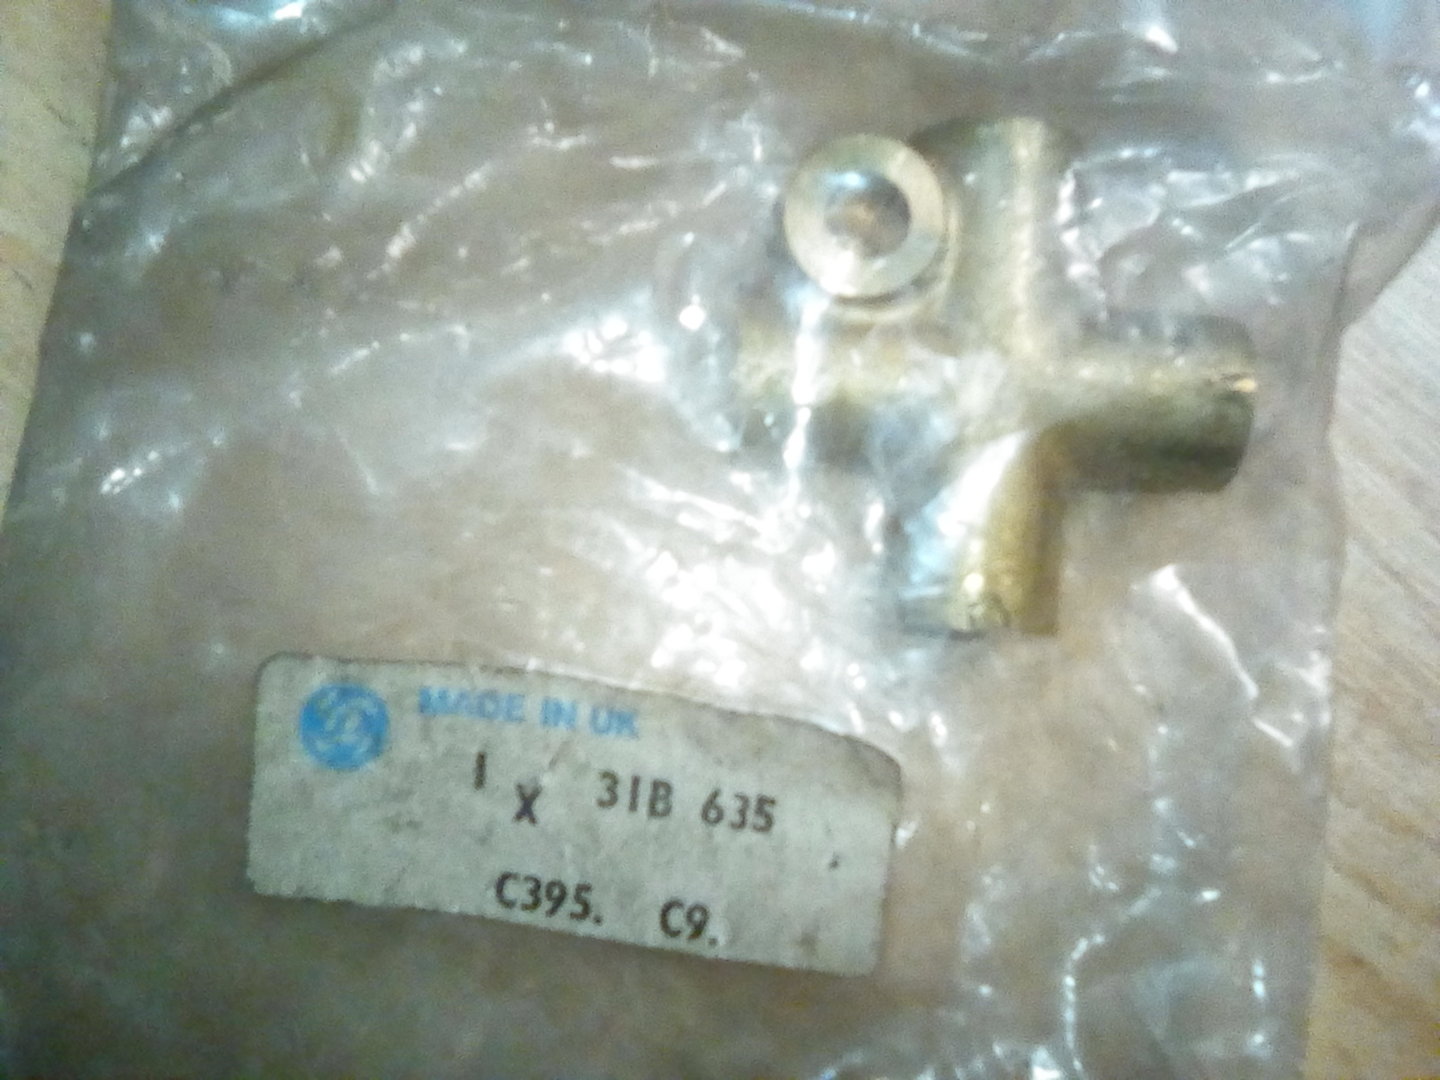 MADE IN UK
1 X 31B 635
C395. C9.